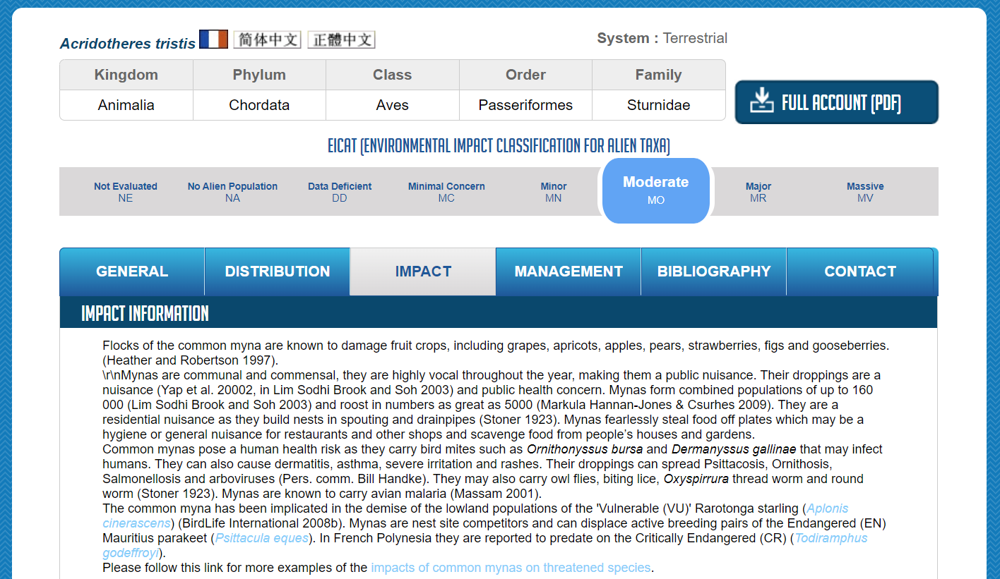 Acridotheres tristis 简体中文 正體中文
System : Terrestrial
Kingdom Phylum Class Order Family
Animalia Chordata Aves Passeriformes Sturnidae
FULL ACCOUNT (PDF)
EICAT (ENVIRONMENTAL IMPACT CLASSIFICATION FOR ALIEN TAXA)
Not Evaluated No Alien Population Data Deficient Minimal Concern Minor Moderate Major Massive
NE NA DD MC MN MO MR MV
GENERAL DISTRIBUTION IMPACT MANAGEMENT BIBLIOGRAPHY CONTACT
IMPACT INFORMATION
Flocks of the common myna are known to damage fruit crops, including grapes, apricots, apples, pears, strawberries, figs and gooseberries.
(Heather and Robertson 1997).
\r\nMynas are communal and commensal, they are highly vocal throughout the year, making them a public nuisance. Their droppings are a
nuisance (Yap et al. 20002, in Lim Sodhi Brook and Soh 2003) and public health concern. Mynas form combined populations of up to 160
000 (Lim Sodhi Brook and Soh 2003) and roost in numbers as great as 5000 (Markula Hannan-Jones & Csurhes 2009). They are a
residential nuisance as they build nests in spouting and drainpipes (Stoner 1923). Mynas fearlessly steal food off plates which may be a
hygiene or general nuisance for restaurants and other shops and scavenge food from people’s houses and gardens.
Common mynas pose a human health risk as they carry bird mites such as Ornithonyssus bursa and Dermanyssus gallinae that may infect
humans. They can also cause dermatitis, asthma, severe irritation and rashes. Their droppings can spread Psittacosis, Ornithosis,
Salmonellosis and arboviruses (Pers. comm. Bill Handke). They may also carry owl flies, biting lice, Oxyspirrura thread worm and round
worm (Stoner 1923). Mynas are known to carry avian malaria (Massam 2001).
The common myna has been implicated in the demise of the lowland populations of the 'Vulnerable (VU)' Rarotonga starling (Aplonis
cinerascens) (BirdLife International 2008b). Mynas are nest site competitors and can displace active breeding pairs of the Endangered (EN)
Mauritius parakeet (Psittacula eques). In French Polynesia they are reported to predate on the Critically Endangered (CR) (Todiramphus
godeffroyi).
Please follow this link for more examples of the impacts of common mynas on threatened species.